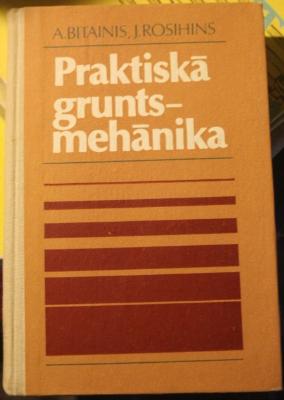 A.BITAINIS, J.ROSIHINS
Praktiskā
grunts–
mehānika